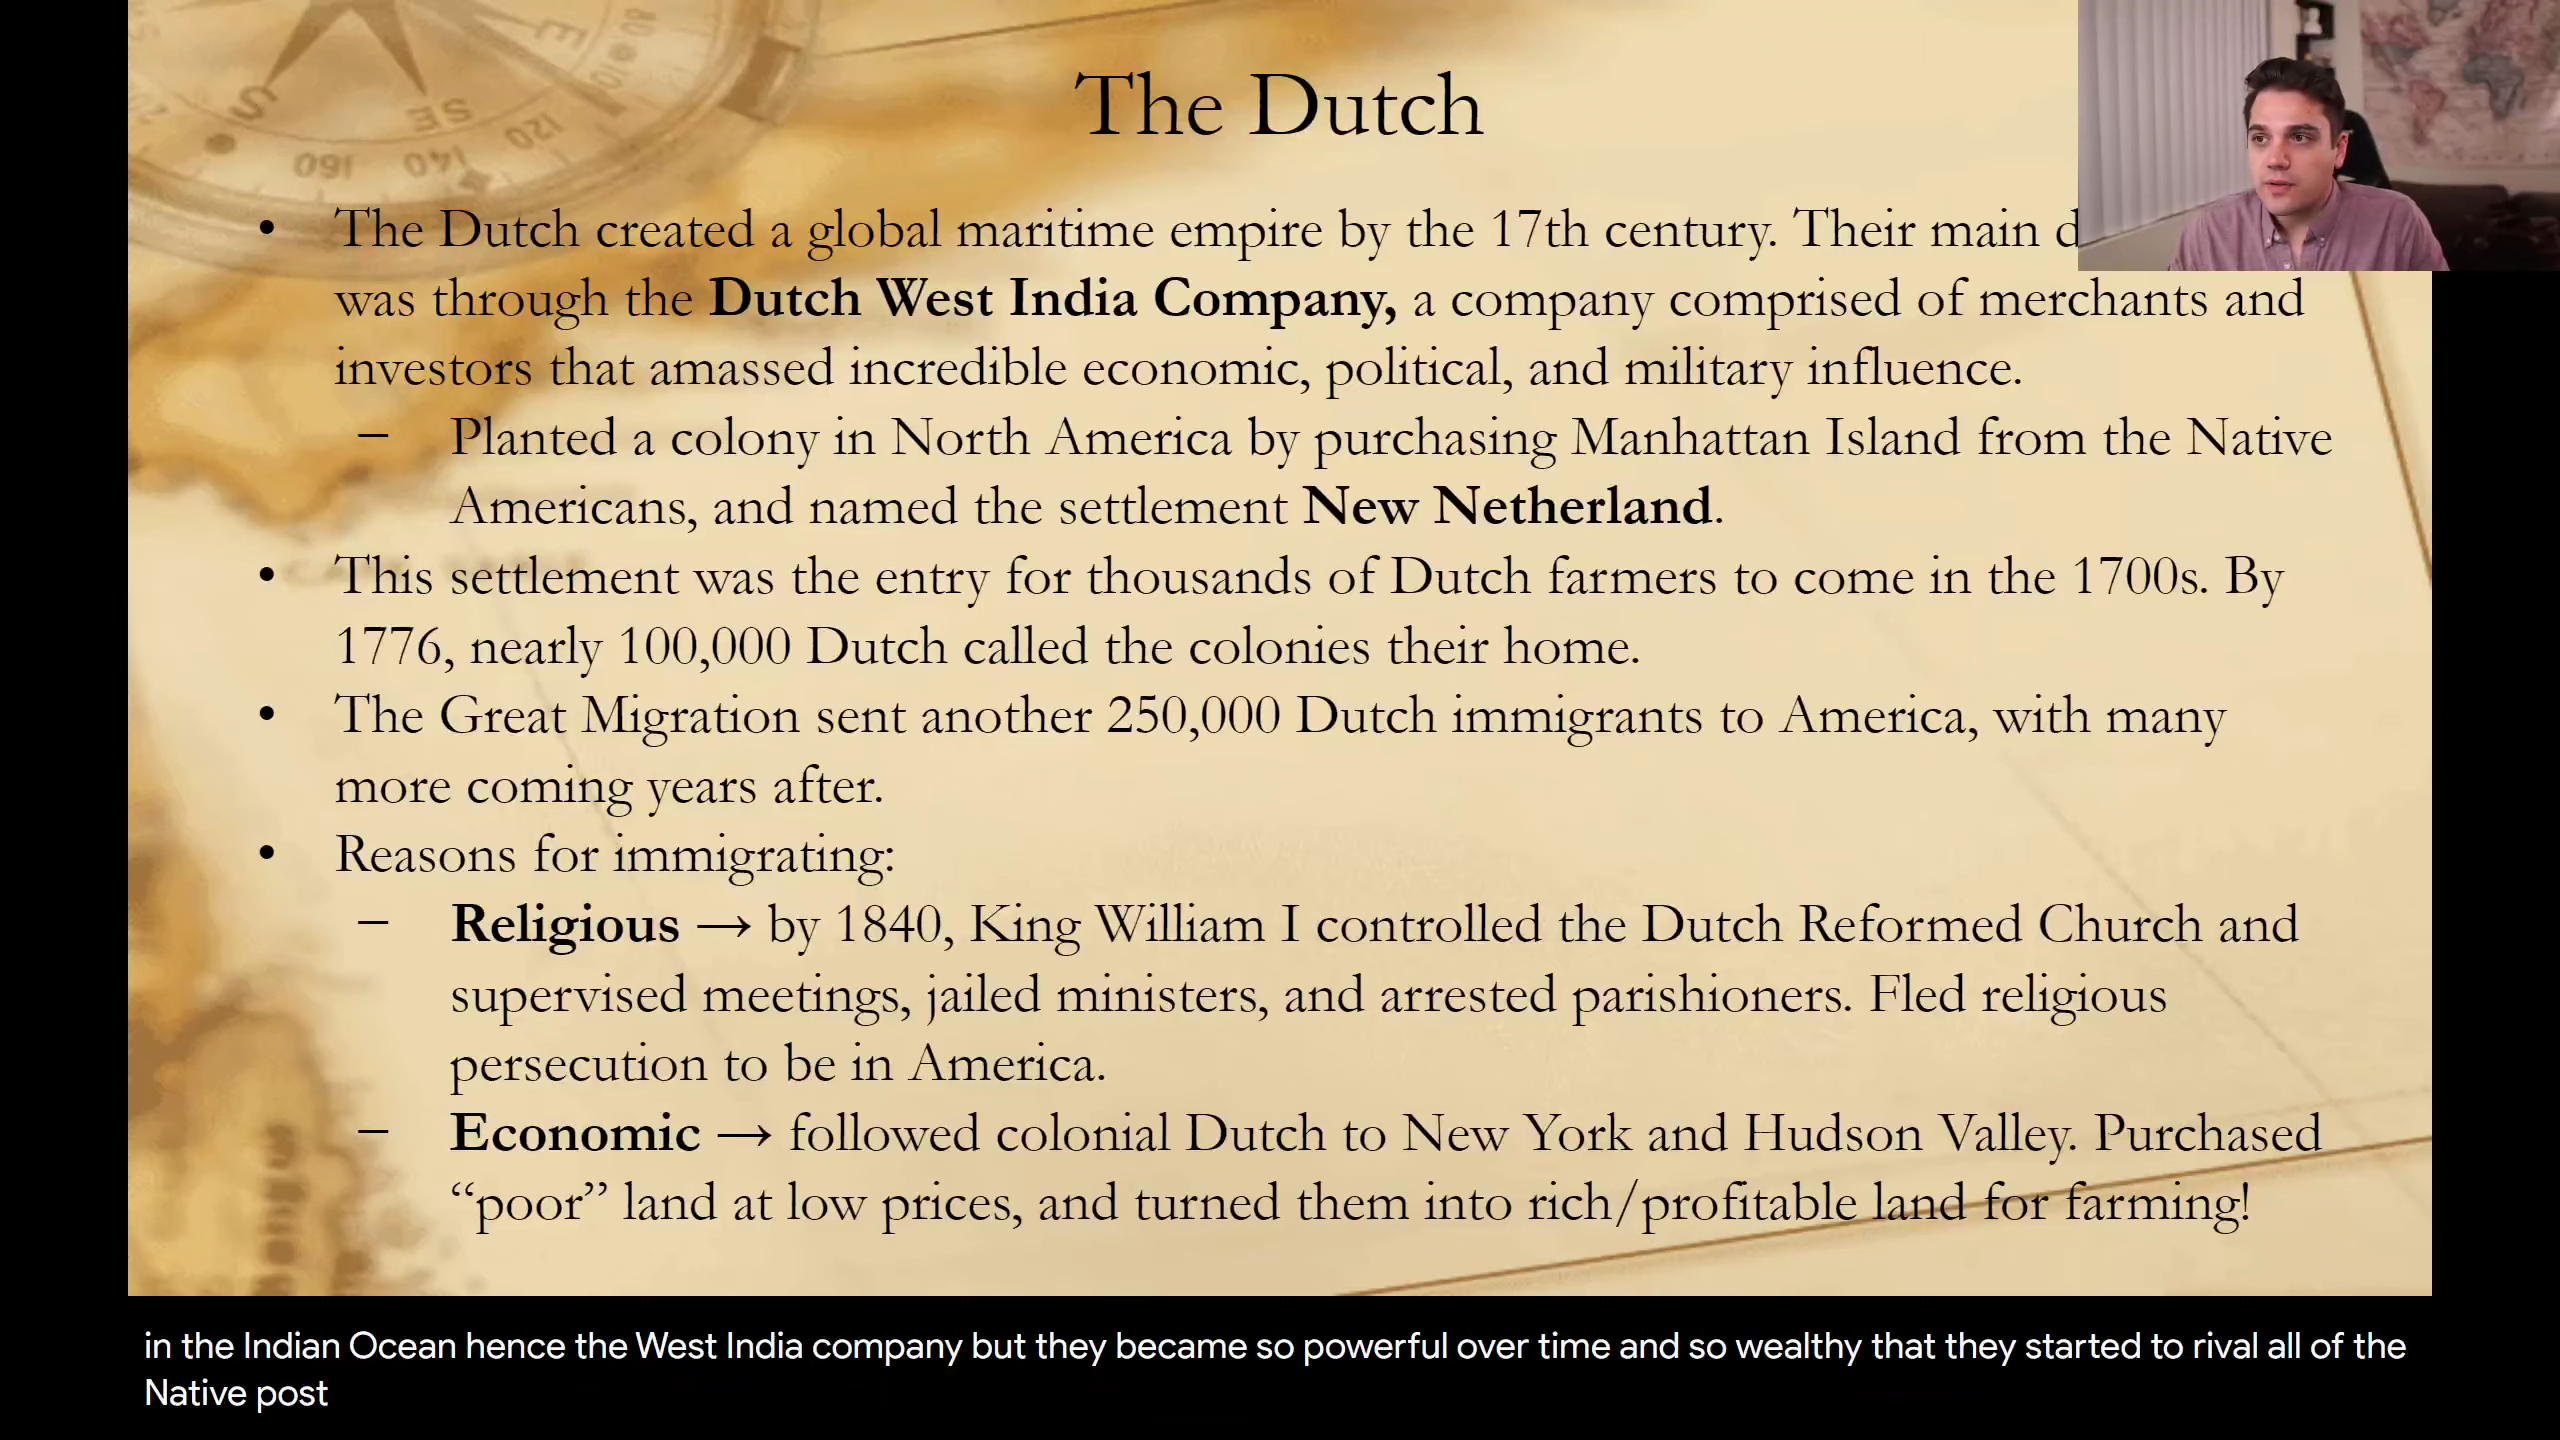 The Dutch
• The Dutch created a global maritime empire by the 17th century. Their main
was through the Dutch West India Company, a company comprised of merchants and
investors that amassed incredible economic, political, and military influence.
– Planted a colony in North America by purchasing Manhattan Island from the Native
Americans, and named the settlement New Netherland.
• This settlement was the entry for thousands of Dutch farmers to come in the 1700s. By
1776, nearly 100,000 Dutch called the colonies their home.
• The Great Migration sent another 250,000 Dutch immigrants to America, with many
more coming years after.
• Reasons for immigrating:
– Religious → by 1840, King William I controlled the Dutch Reformed Church and
supervised meetings, jailed ministers, and arrested parishioners. Fled religious
persecution to be in America.
– Economic → followed colonial Dutch to New York and Hudson Valley. Purchased
“poor” land at low prices, and turned them into rich/profitable land for farming!
in the Indian Ocean hence the West India company but they became so powerful over time and so wealthy that they started to rival all of the
Native post
S
SE
E
160
140
120